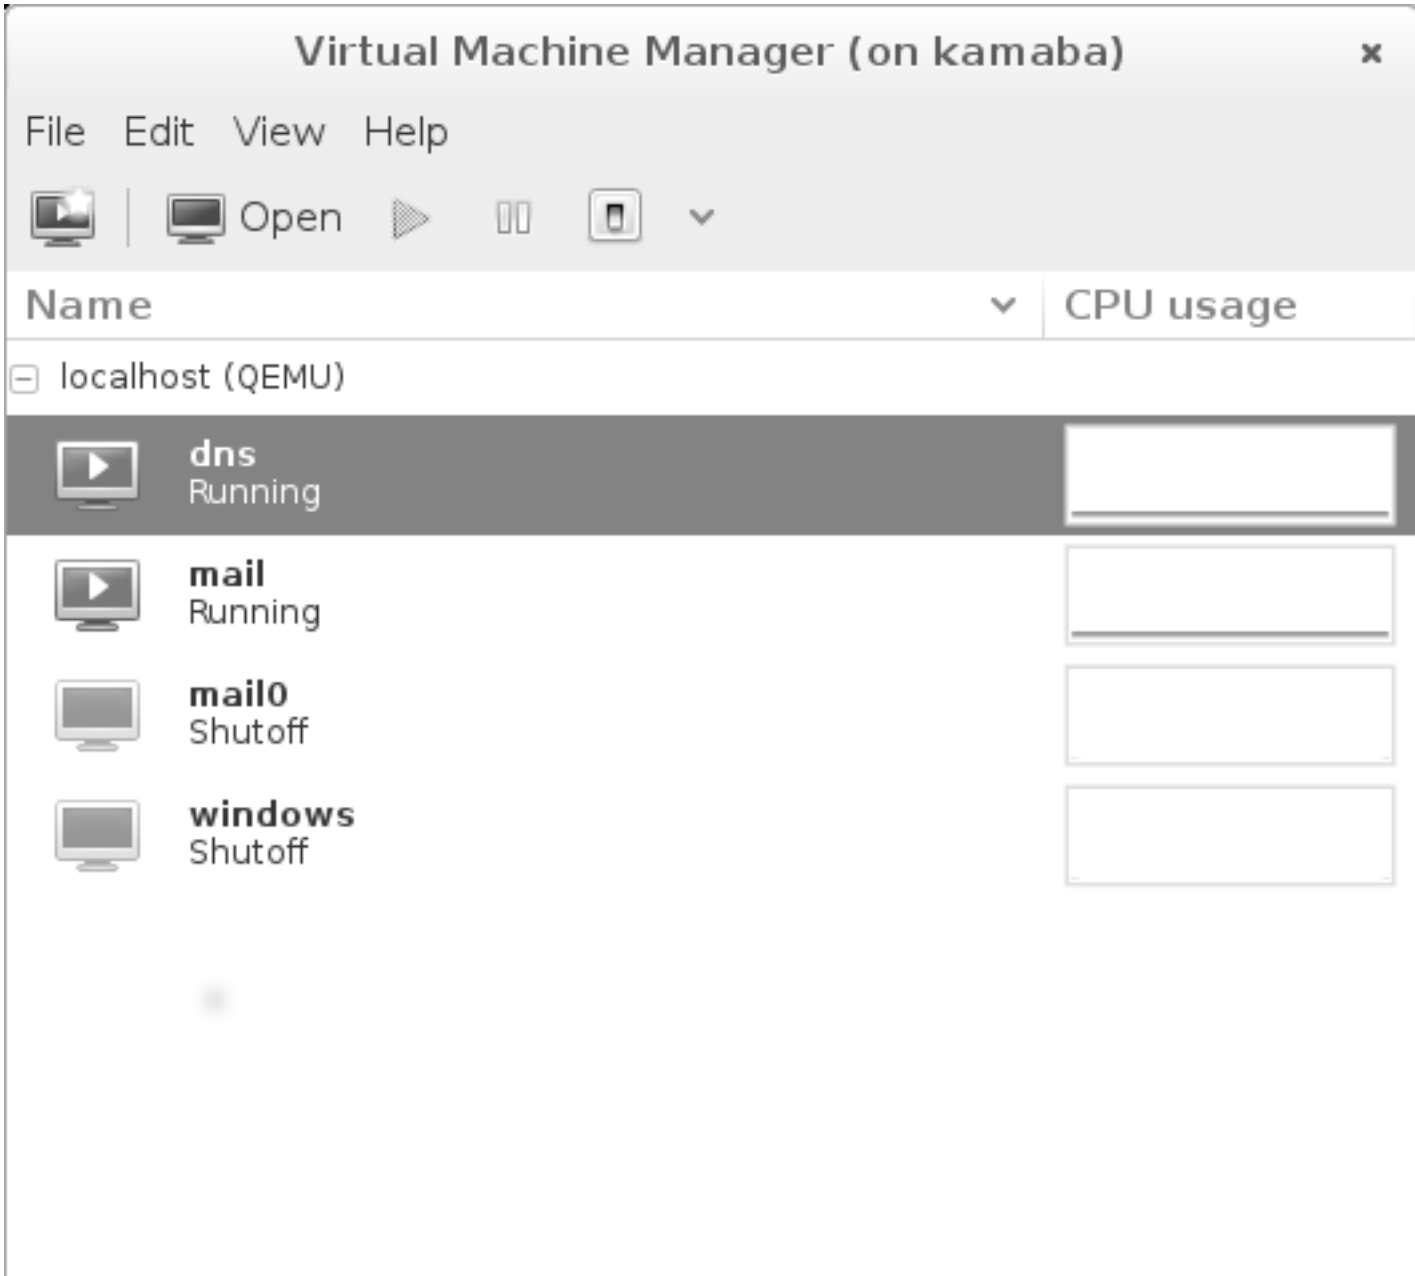 Virtual Machine Manager (on kamaba)
File Edit View Help
Open
Name CPU usage
localhost (QEMU)
dns
Running
mail
Running
mail0
Shutoff
windows
Shutoff